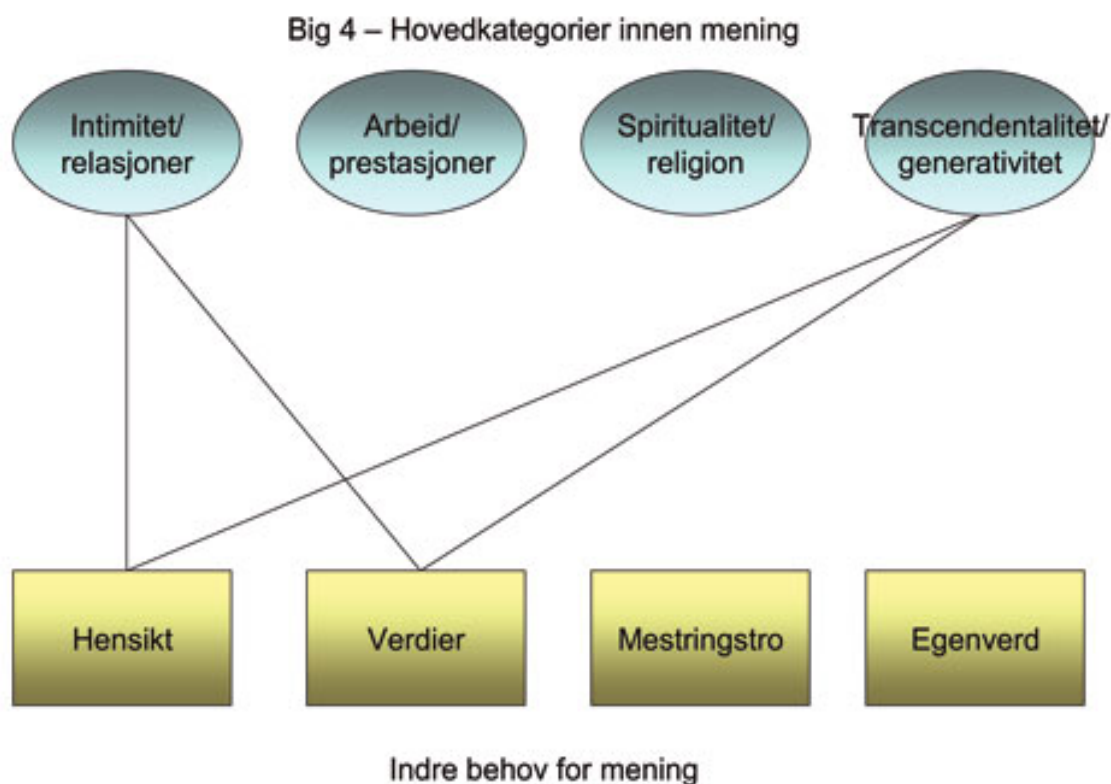 Big 4 – Hovedkategorier innen mening
Intimitet/
relasjoner
Arbeid/
prestasjoner
Spiritualitet/
religion
Transcendentalitet/
generativitet
Hensikt
Verdier
Mestringstro
Egenverd
Indre behov for mening